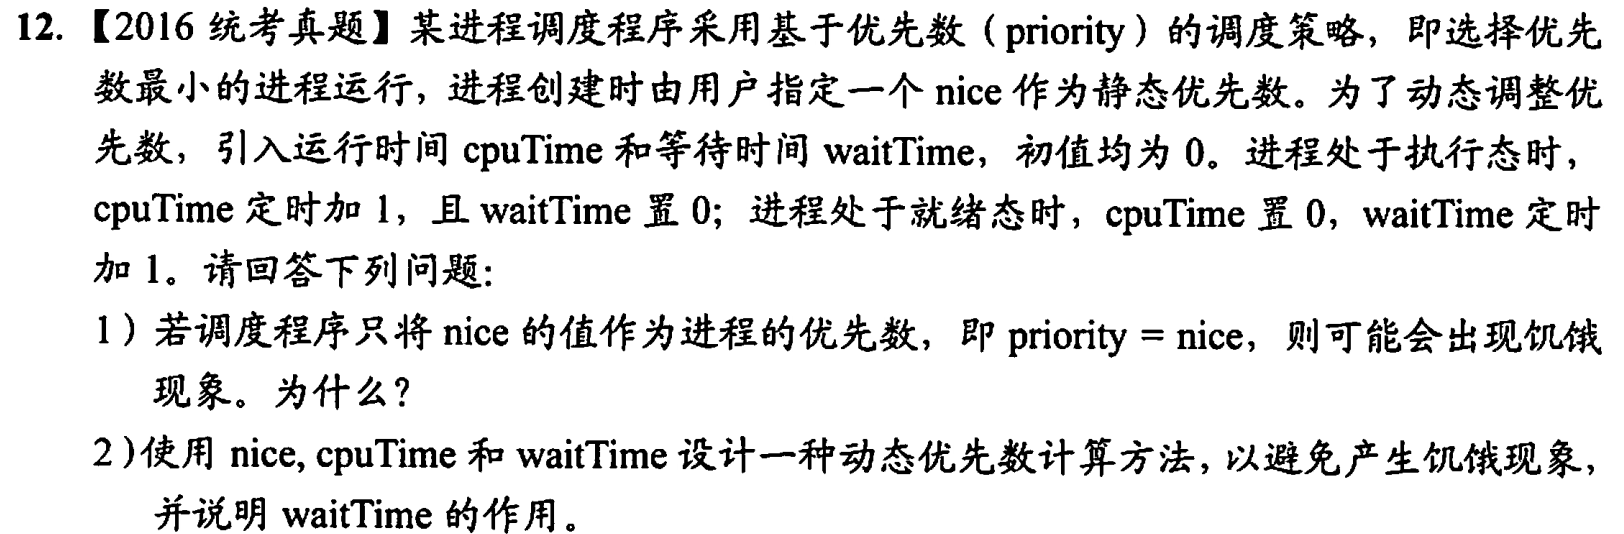 12.【2016 统考真题】某进程调度程序采用基于优先数（priority）的调度策略，即选择优先
数最小的进程运行，进程创建时由用户指定一个 nice 作为静态优先数。为了动态调整优
先数，引入运行时间 cpuTime 和等待时间 waitTime，初值均为 0。进程处于执行态时，
cpuTime 定时加 1，且 waitTime 置 0；进程处于就绪态时，cpuTime 置 0，waitTime 定时
加 1。请回答下列问题：
1）若调度程序只将 nice 的值作为进程的优先数，即 priority = nice，则可能会出现饥饿
现象。为什么？
2）使用 nice, cpuTime 和 waitTime 设计一种动态优先数计算方法，以避免产生饥饿现象，
并说明 waitTime 的作用。